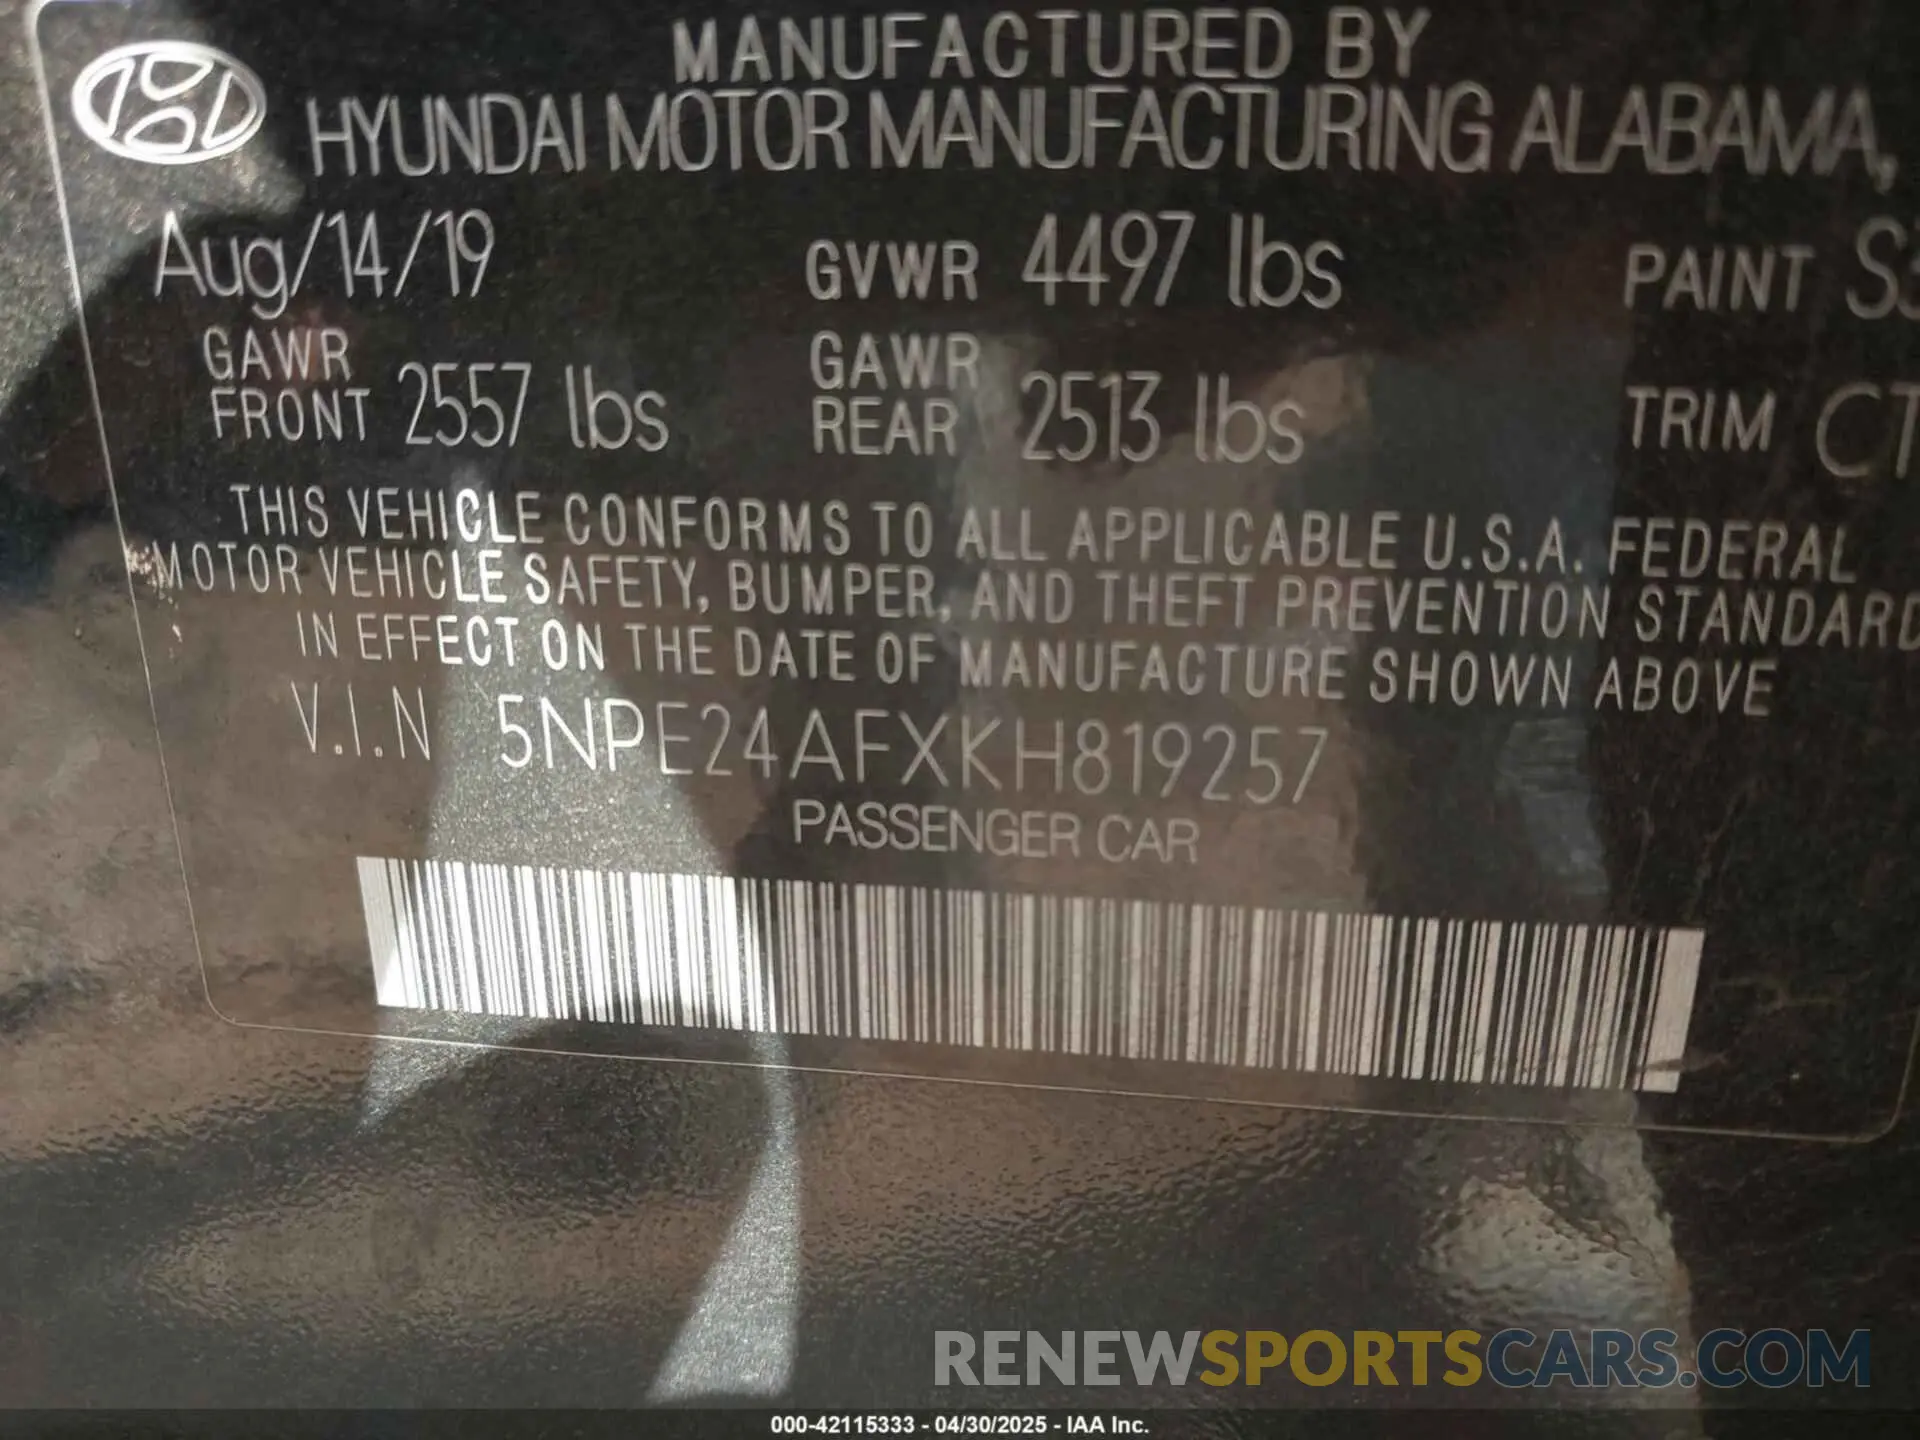 MANUFACTURED BY
HYUNDAI MOTOR MANUFACTURING ALABAMA,
Aug/14/19 GVWR 4497 lbs PAINT S3
GAWR FRONT 2557 lbs GAWR REAR 2513 lbs TRIM CT
THIS VEHICLE CONFORMS TO ALL APPLICABLE U.S.A. FEDERAL
MOTOR VEHICLE SAFETY, BUMPER, AND THEFT PREVENTION STANDARD
IN EFFECT ON THE DATE OF MANUFACTURE SHOWN ABOVE
V.I.N 5NPE24AFXKH819257
PASSENGER CAR
RENEWSPORTSCARS.COM
000-42115333 - 04/30/2025 - IAA Inc.